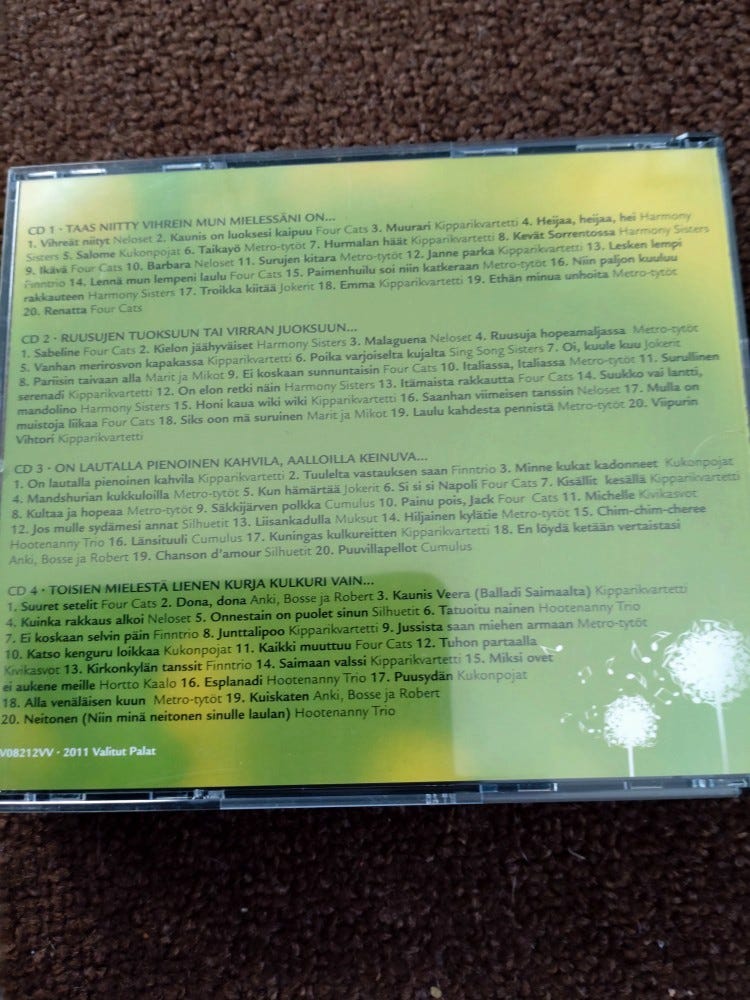 CD 1 · TAAS NIITTY VIHREIN MUN MIELESSÄNI ON...
1. Vihreät niityt Neloset 2. Kaunis on luoksesi kaipuu Four Cats 3. Muurari Kipparikvartetti 4. Heijaa, heijaa, hei Harmony
Sisters 5. Salome Kukonpojat 6. Taikayö Metro-tytöt 7. Hurmalan häät Kipparikvartetti 8. Kevät Sorrentossa Harmony Sisters
9. Ikävä Four Cats 10. Barbara Neloset 11. Surujen kitara Metro-tytöt 12. Janne parka Kipparikvartetti 13. Lesken lempi
Finntrio 14. Lennä mun lempeni laulu Four Cats 15. Paimenhuilu soi niin katkeraan Metro-tytöt 16. Niin paljon kuuluu
rakkauteen Harmony Sisters 17. Troikka kiitää Jokerit 18. Emma Kipparikvartetti 19. Ethän minua unhoita Metro-tytöt
20. Renatta Four Cats
CD 2 · RUUSUJEN TUOKSUUN TAI VIRRAN JUOKSUUN...
1. Sabeline Four Cats 2. Kielon jäähyväiset Harmony Sisters 3. Malaguena Neloset 4. Ruusuja hopeamaljassa Metro-tytöt
5. Vanhan merirosvon kapakassa Kipparikvartetti 6. Poika varjoiselta kujalta Sing Song Sisters 7. Oi, kuule kuu Jokerit
8. Pariisin taivaan alla Marit ja Mikot 9. Ei koskaan sunnuntaisin Four Cats 10. Italiassa, Italiassa Metro-tytöt 11. Surullinen
serenadi Kipparikvartetti 12. On elon retki näin Harmony Sisters 13. Itämaista rakkautta Four Cats 14. Suukko vai lantti,
mandolino Harmony Sisters 15. Honi kaua wiki wiki Kipparikvartetti 16. Saanhan viimeisen tanssin Neloset 17. Mulla on
muistoja liikaa Four Cats 18. Siks oon mä suruinen Marit ja Mikot 19. Laulu kahdesta pennistä Metro-tytöt 20. Viipurin
Vihtori Kipparikvartetti
CD 3 · ON LAUTALLA PIENOINEN KAHVILA, AALLOILLA KEINUVA...
1. On lautalla pienoinen kahvila Kipparikvartetti 2. Tuulelta vastauksen saan Finntrio 3. Minne kukat kadonneet Kukonpojat
4. Mandshurian kukkuloilla Metro-tytöt 5. Kun hämärtää Jokerit 6. Si si si Napoli Four Cats 7. Kisällit kesällä Kipparikvartetti
8. Kultaa ja hopeaa Metro-tytöt 9. Säkkijärven polkka Cumulus 10. Painu pois, Jack Four Cats 11. Michelle Kivikasvot
12. Jos mulle sydämesi annat Silhuetit 13. Liisankadulla Muksut 14. Hiljainen kylätie Metro-tytöt 15. Chim-chim-cheree
Hootenanny Trio 16. Länsituuli Cumulus 17. Kuningas kulkureitten Kipparikvartetti 18. En löydä ketään vertaistasi
Anki, Bosse ja Robert 19. Chanson d'amour Silhuetit 20. Puuvillapellot Cumulus
CD 4 · TOISIEN MIELESTÄ LIENEN KURJA KULKURI VAIN...
1. Suuret setelit Four Cats 2. Dona, dona Anki, Bosse ja Robert 3. Kaunis Veera (Balladi Saimaalta) Kipparikvartetti
4. Kuinka rakkaus alkoi Neloset 5. Onnestain on puolet sinun Silhuetit 6. Tatuoitu nainen Hootenanny Trio
7. Ei koskaan selvin päin Finntrio 8. Junttalipoo Kipparikvartetti 9. Jussista saan miehen armaan Metro-tytöt
10. Katso kenguru loikkaa Kukonpojat 11. Kaikki muuttuu Four Cats 12. Tuhon partaalla
Kivikasvot 13. Kirkonkylän tanssit Finntrio 14. Saimaan valssi Kipparikvartetti 15. Miksi ovet
ei aukene meille Hortto Kaalo 16. Esplanadi Hootenanny Trio 17. Puusydän Kukonpojat
18. Alla venäläisen kuun Metro-tytöt 19. Kuiskaten Anki, Bosse ja Robert
20. Neitonen (Niin minä neitonen sinulle laulan) Hootenanny Trio
V08212VV · 2011 Valitut Palat